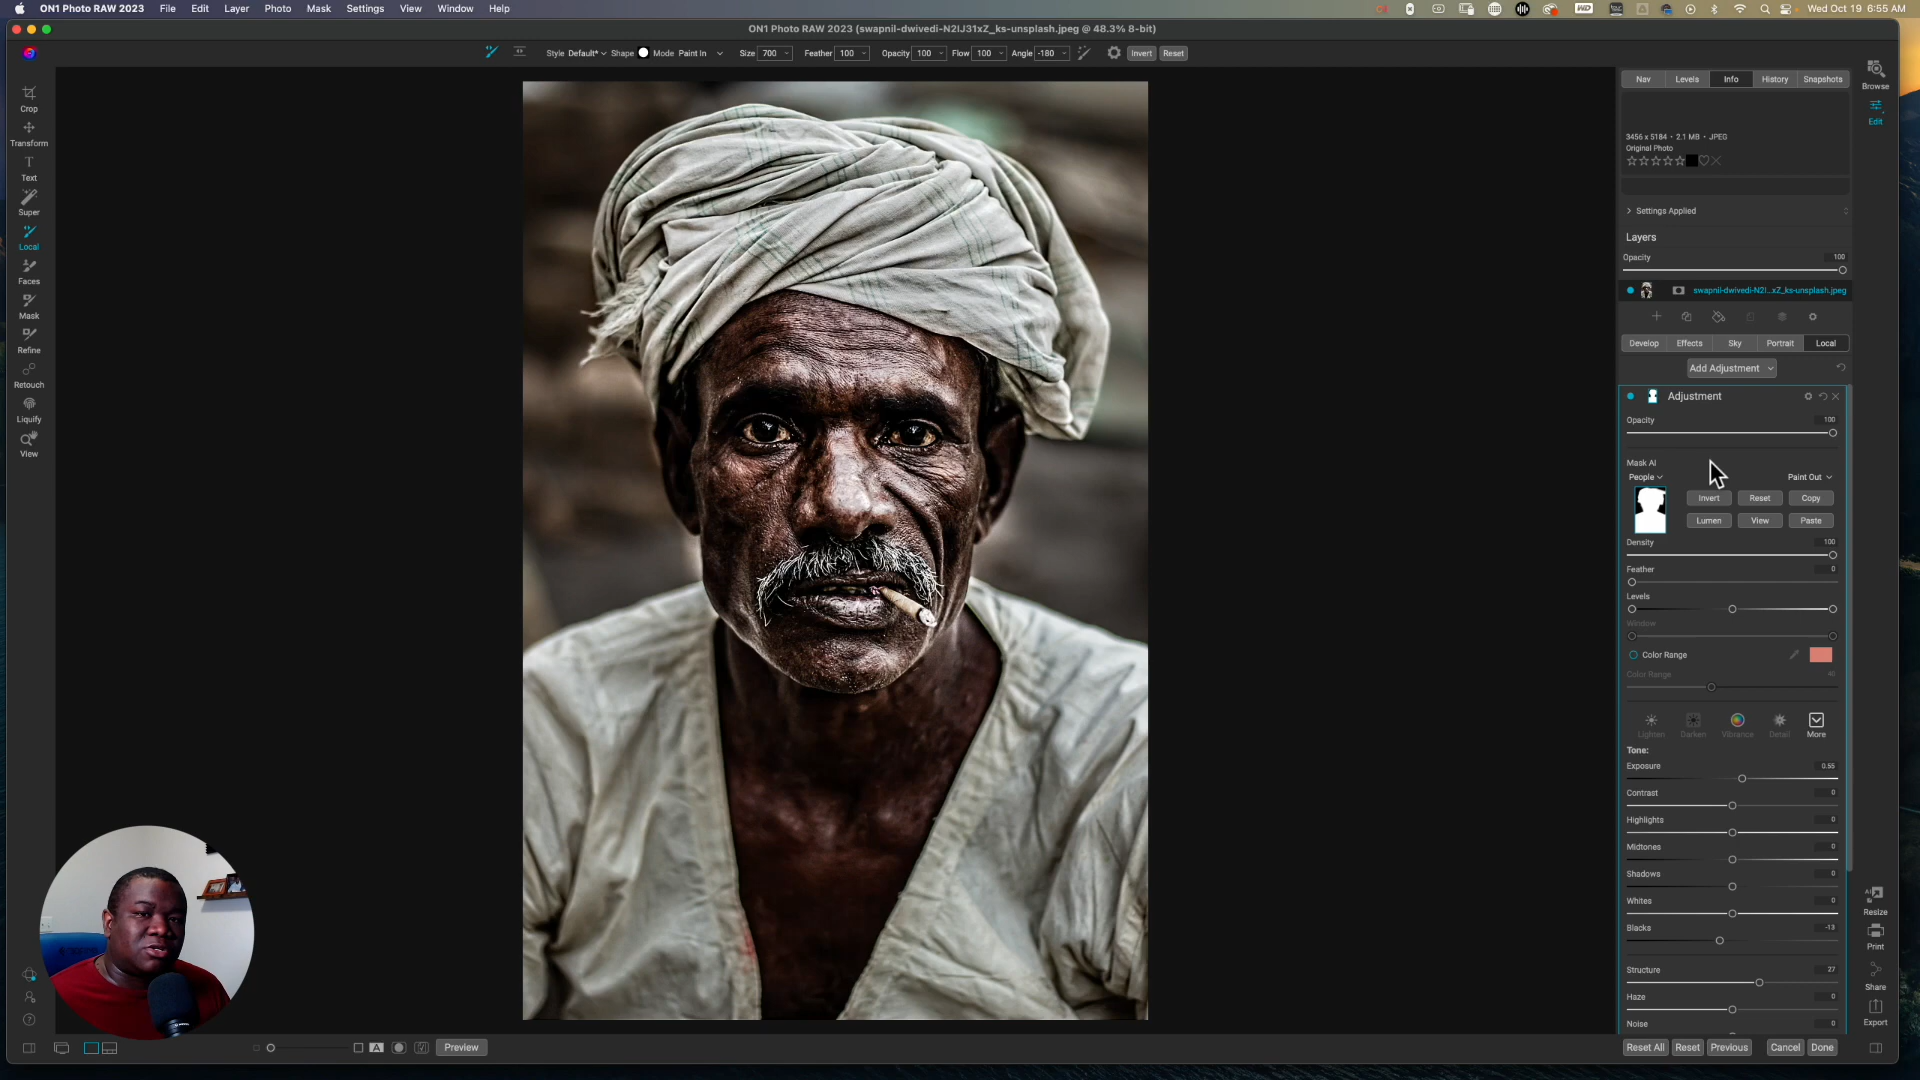 ON1 Photo RAW 2023 File Edit Layer Photo Mask Settings View Window Help Wed Oct 19 6:55 AM
ON1 Photo RAW 2023 (swapnil-dwivedi-N2IJ31xZ_ks-unsplash.jpeg @ 48.3% 8-bit)
Style Default* Shape Mode Paint In Size 700 Feather 100 Opacity 100 Flow 100 Angle -180 Invert Reset
Crop
Transform
Text
Super
Local
Faces
Mask
Refine
Retouch
Liquify
View
Nav Levels Info History Snapshots
3456 x 5184 • 2.1 MB • JPEG
Original Photo
Settings Applied
Layers
Opacity 100
swapnil-dwivedi-N2I...xZ_ks-unsplash.jpeg
Develop Effects Sky Portrait Local
Add Adjustment
Adjustment
Opacity 100
Mask AI
People Paint Out
Invert Reset Copy
Lumen View Paste
Density 100
Feather 0
Levels
Window
Color Range
Color Range 40
Lighten Darken Vibrance Detail More
Tone:
Exposure 0.55
Contrast 0
Highlights 0
Midtones 0
Shadows 0
Whites 0
Blacks -13
Structure 27
Haze 0
Noise 0
Reset All Reset Previous Cancel Done
Browse
Edit
Resize
Print
Share
Export
A Preview